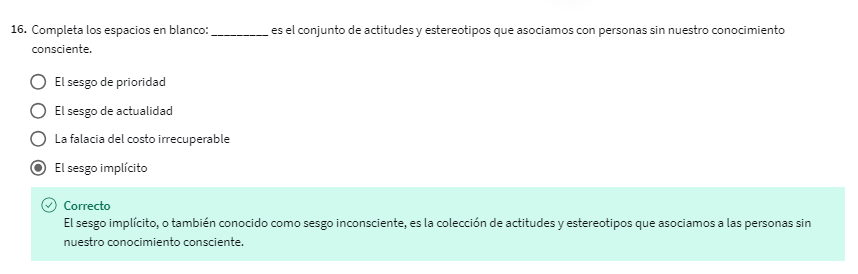 16. Completa los espacios en blanco: _________ es el conjunto de actitudes y estereotipos que asociamos con personas sin nuestro conocimiento
consciente.
El sesgo de prioridad
El sesgo de actualidad
La falacia del costo irrecuperable
El sesgo implícito
Correcto
El sesgo implícito, o también conocido como sesgo inconsciente, es la colección de actitudes y estereotipos que asociamos a las personas sin
nuestro conocimiento consciente.